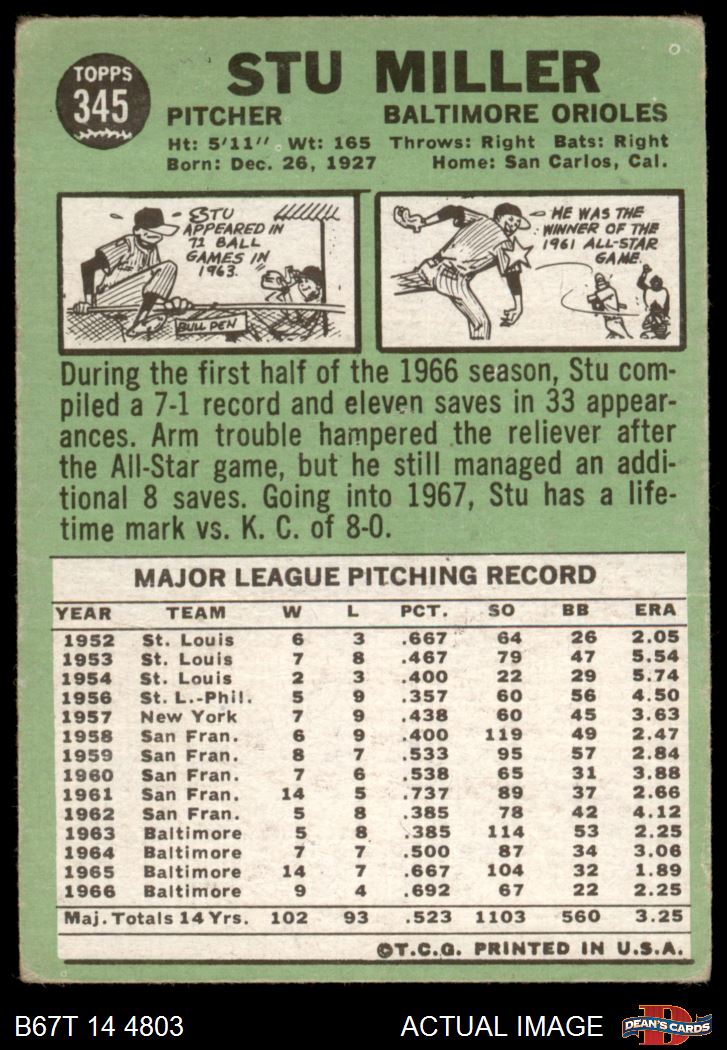 TOPPS
345
STU MILLER
PITCHER BALTIMORE ORIOLES
Ht: 5'11" Wt: 165 Throws: Right Bats: Right
Born: Dec. 26, 1927 Home: San Carlos, Cal.
STU
APPEARED IN
72 BALL
GAMES IN
1963.
BULL PEN
HE WAS THE
WINNER OF THE
1961 ALL-STAR
GAME.
During the first half of the 1966 season, Stu com-
piled a 7-1 record and eleven saves in 33 appear-
ances. Arm trouble hampered the reliever after
the All-Star game, but he still managed an addi-
tional 8 saves. Going into 1967, Stu has a life-
time mark vs. K. C. of 8-0.
MAJOR LEAGUE PITCHING RECORD
YEAR TEAM W L PCT. SO BB ERA
1952 St. Louis 6 3 .667 64 26 2.05
1953 St. Louis 7 8 .467 79 47 5.54
1954 St. Louis 2 3 .400 22 29 5.74
1956 St. L.-Phil. 5 9 .357 60 56 4.50
1957 New York 7 9 .438 60 45 3.63
1958 San Fran. 6 9 .400 119 49 2.47
1959 San Fran. 8 7 .533 95 57 2.84
1960 San Fran. 7 6 .538 65 31 3.88
1961 San Fran. 14 5 .737 89 37 2.66
1962 San Fran. 5 8 .385 78 42 4.12
1963 Baltimore 5 8 .385 114 53 2.25
1964 Baltimore 7 7 .500 87 34 3.06
1965 Baltimore 14 7 .667 104 32 1.89
1966 Baltimore 9 4 .692 67 22 2.25
Maj. Totals 14 Yrs. 102 93 .523 1103 560 3.25
©T.C.G. PRINTED IN U.S.A.
B67T 14 4803 ACTUAL IMAGE
D
DEAN'S CARDS